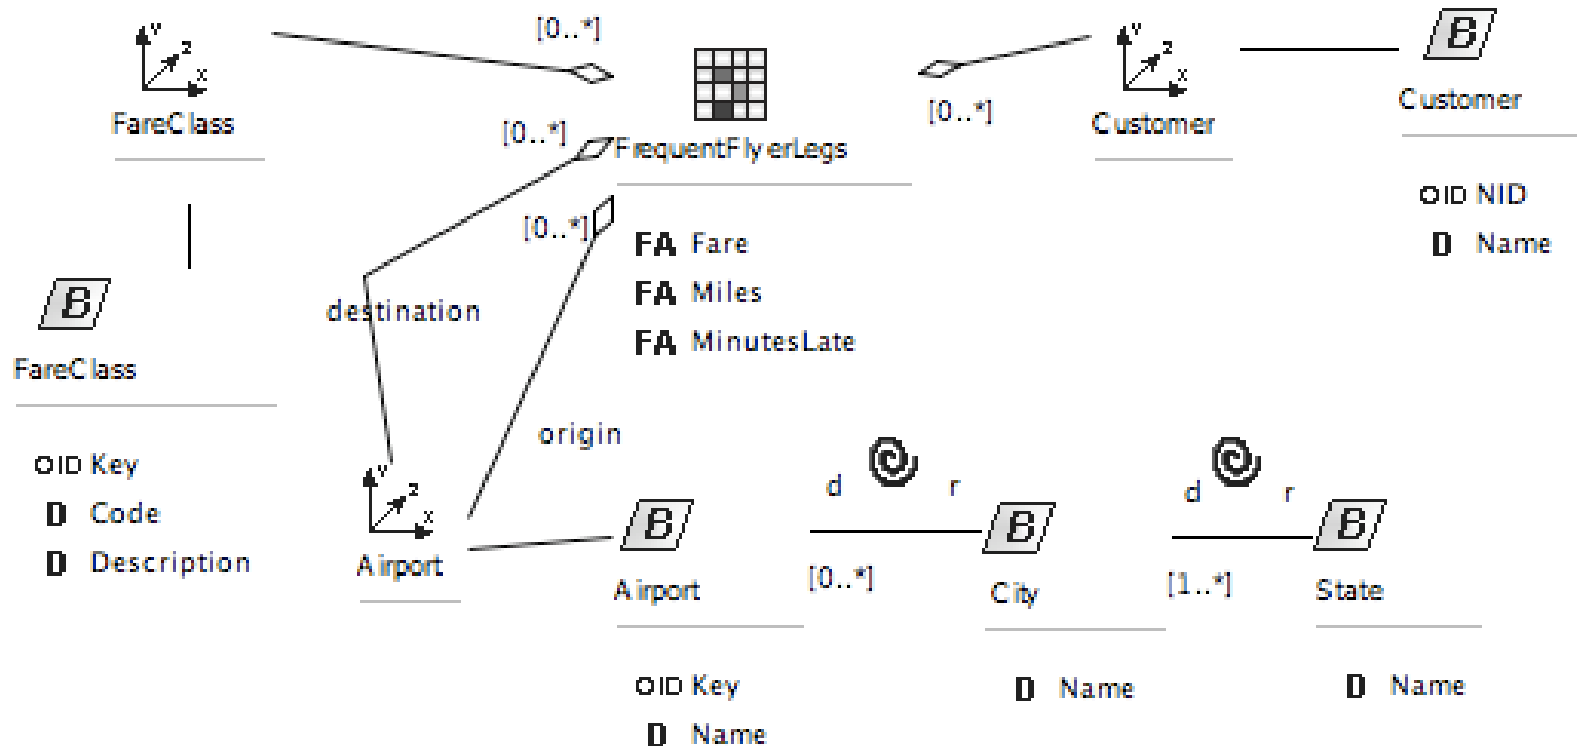 y
z
x
FareClass
[0..*]
[0..*]
[0..*]
FrequentFlyerLegs
FA Fare
FA Miles
FA MinutesLate
[0..*]
y
z
x
Customer
B
Customer
OID NID
D Name
B
FareClass
OID Key
D Code
D Description
destination
origin
y
z
x
Airport
B
Airport
OID Key
D Name
d
r
[0..*]
B
City
D Name
d
r
[1..*]
B
State
D Name